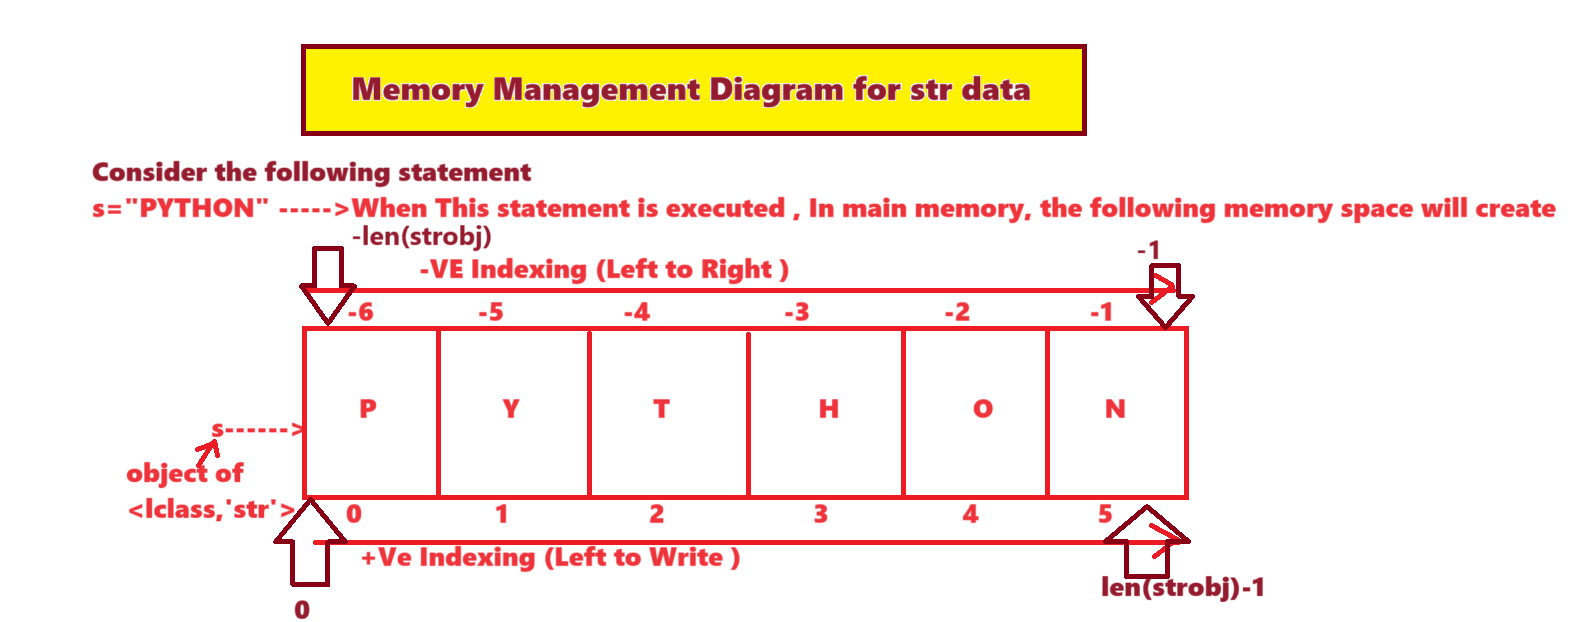 Memory Management Diagram for str data
Consider the following statement
s="PYTHON" ----->When This statement is executed , In main memory, the following memory space will create
-len(strobj)
-1
-VE Indexing (Left to Right )
-6 -5 -4 -3 -2 -1
P Y T H O N
s------>
object of
<lclass,'str'>
0 1 2 3 4 5
+Ve Indexing (Left to Write )
len(strobj)-1
0